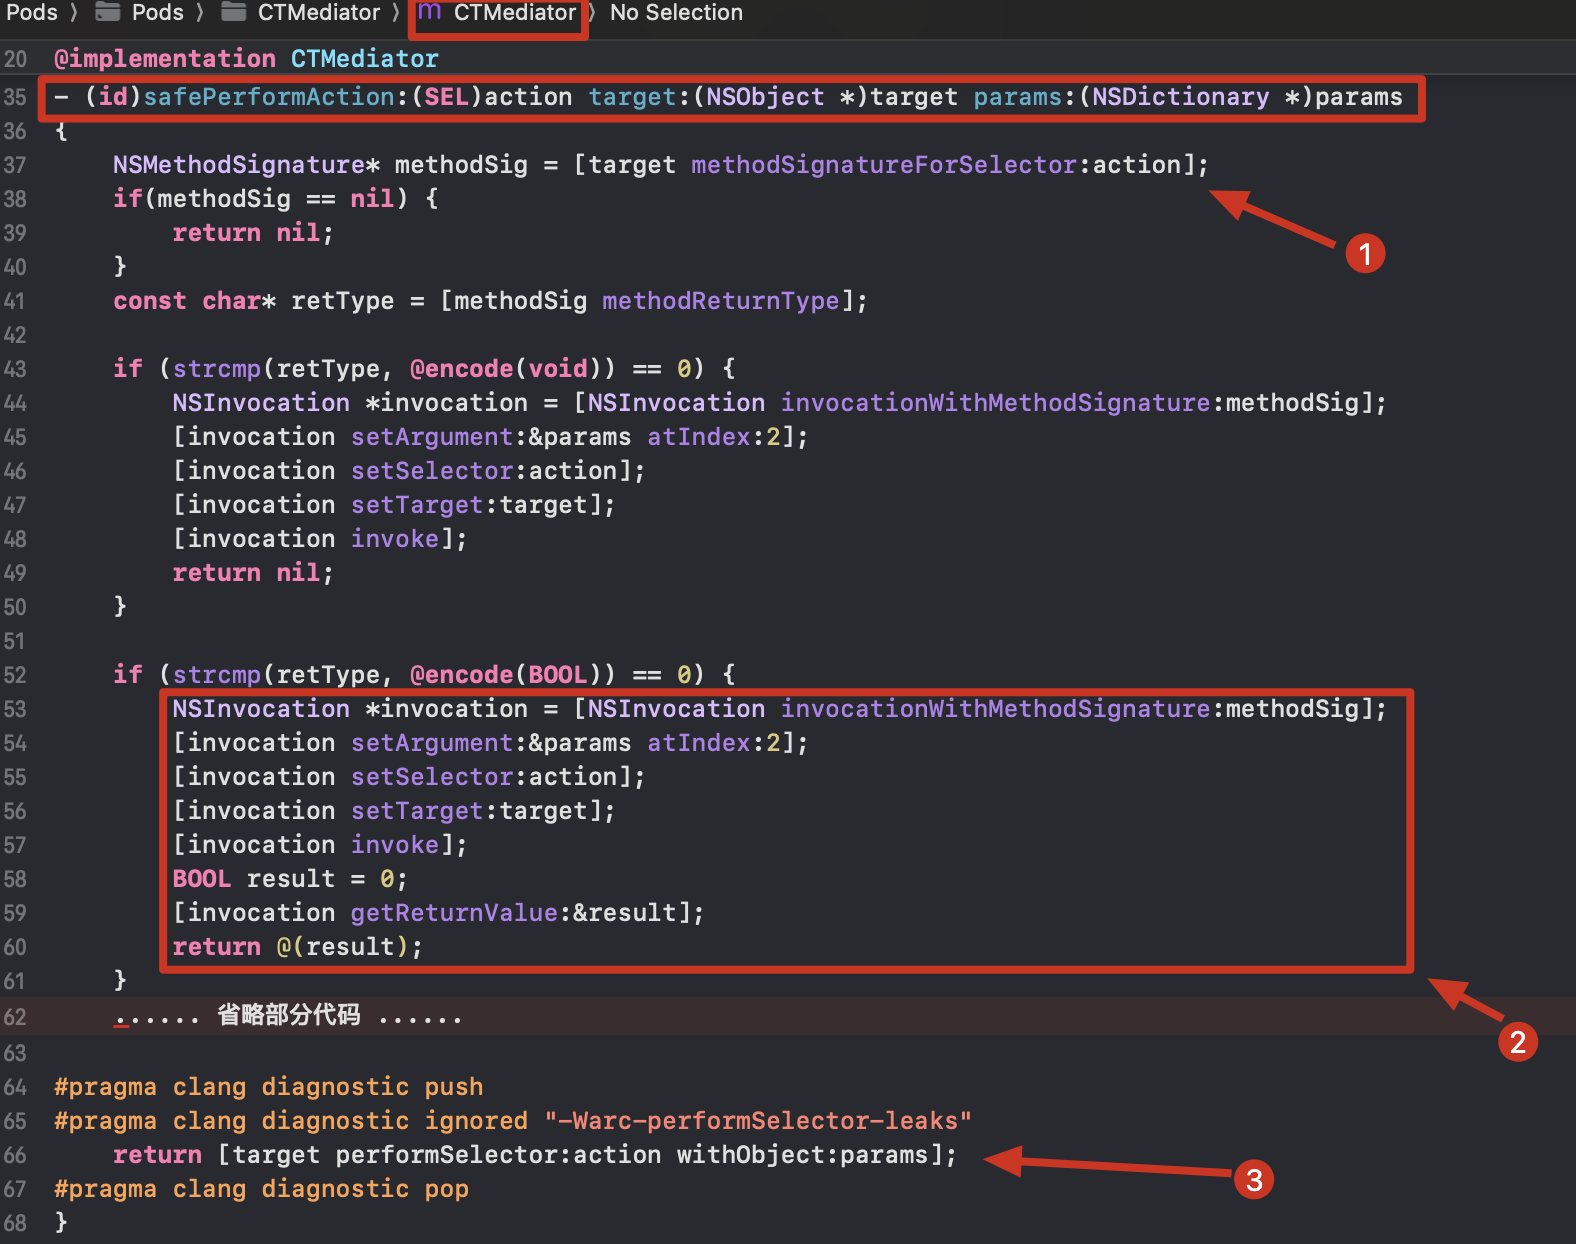 Pods 〉 Pods 〉 CTMediator 〉 m CTMediator 〉 No Selection
20 @implementation CTMediator
35 - (id)safePerformAction:(SEL)action target:(NSObject *)target params:(NSDictionary *)params
36 {
37 NSMethodSignature* methodSig = [target methodSignatureForSelector:action];
38 if(methodSig == nil) {
39 return nil;
1
40 }
41 const char* retType = [methodSig methodReturnType];
42
43 if (strcmp(retType, @encode(void)) == 0) {
44 NSInvocation *invocation = [NSInvocation invocationWithMethodSignature:methodSig];
45 [invocation setArgument:&params atIndex:2];
46 [invocation setSelector:action];
47 [invocation setTarget:target];
48 [invocation invoke];
49 return nil;
50 }
51
52 if (strcmp(retType, @encode(BOOL)) == 0) {
53 NSInvocation *invocation = [NSInvocation invocationWithMethodSignature:methodSig];
54 [invocation setArgument:&params atIndex:2];
55 [invocation setSelector:action];
56 [invocation setTarget:target];
57 [invocation invoke];
58 BOOL result = 0;
59 [invocation getReturnValue:&result];
60 return @(result);
61 }
62 ...... 省略部分代码 ......
2
63
64 #pragma clang diagnostic push
65 #pragma clang diagnostic ignored "-Warc-performSelector-leaks"
66 return [target performSelector:action withObject:params];
3
67 #pragma clang diagnostic pop
68 }